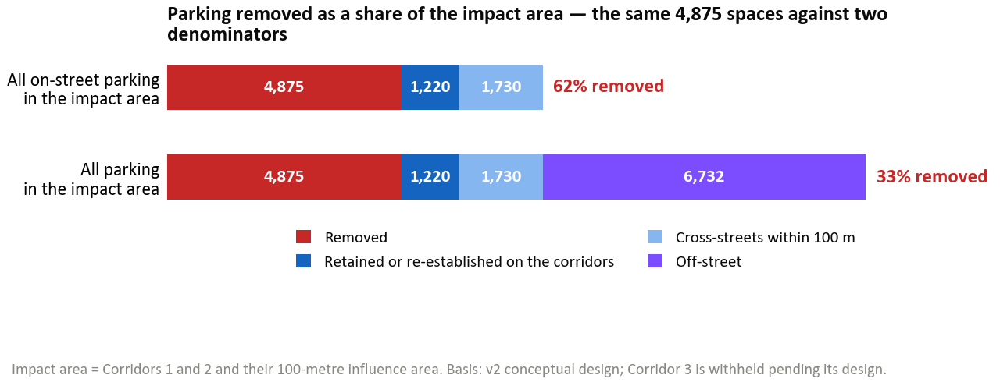 Parking removed as a share of the impact area — the same 4,875 spaces against two
denominators
All on-street parking
in the impact area
4,875
1,220
1,730
62% removed
All parking
in the impact area
4,875
1,220
1,730
6,732
33% removed
Removed
Retained or re-established on the corridors
Cross-streets within 100 m
Off-street
Impact area = Corridors 1 and 2 and their 100-metre influence area. Basis: v2 conceptual design; Corridor 3 is withheld pending its design.